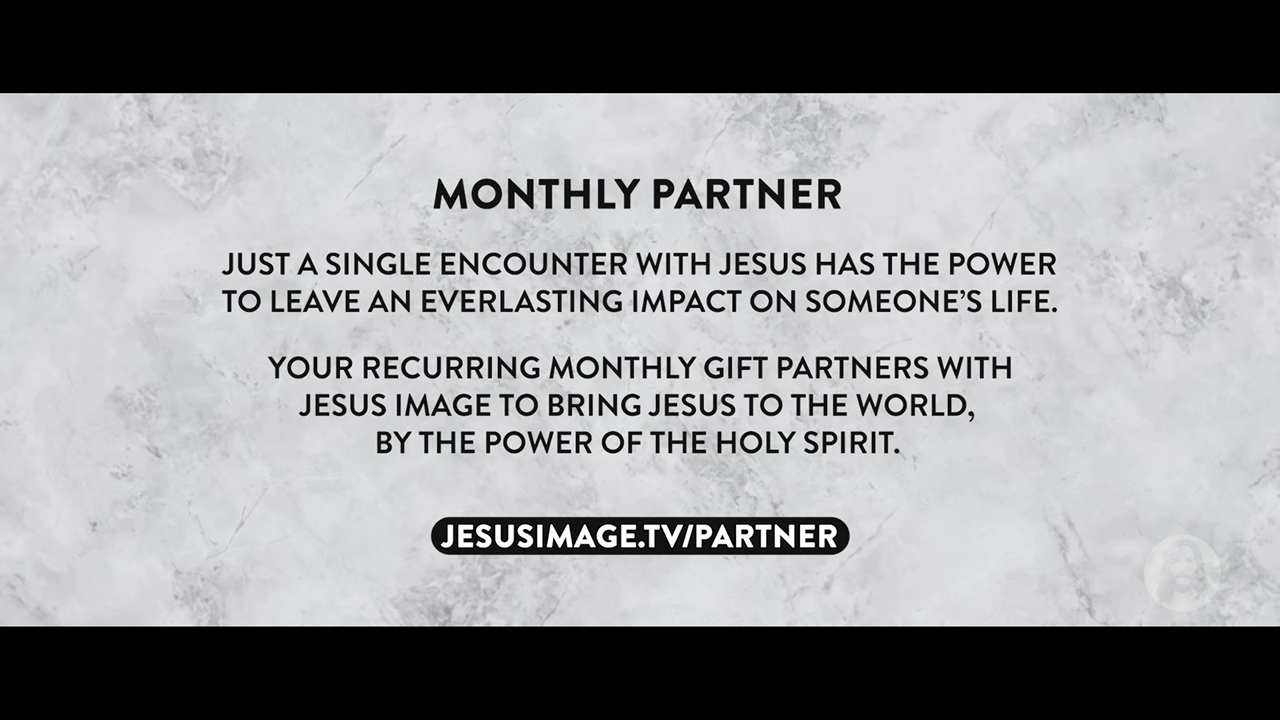 MONTHLY PARTNER
JUST A SINGLE ENCOUNTER WITH JESUS HAS THE POWER
TO LEAVE AN EVERLASTING IMPACT ON SOMEONE'S LIFE.
YOUR RECURRING MONTHLY GIFT PARTNERS WITH
JESUS IMAGE TO BRING JESUS TO THE WORLD,
BY THE POWER OF THE HOLY SPIRIT.
JESUSIMAGE.TV/PARTNER